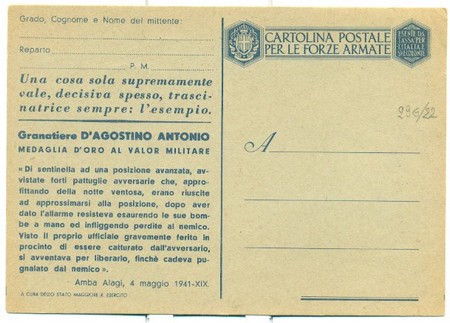 Grado, Cognome e Nome del mittente:
Reparto
P. M.
Una cosa sola supremamente
vale, decisiva spesso, trasci-
natrice sempre: l'esempio.
Granatiere D'AGOSTINO ANTONIO
MEDAGLIA D'ORO AL VALOR MILITARE
«Di sentinella ad una posizione avanzata, av-
vistate forti pattuglie avversarie che, appro-
fittando della notte ventosa, erano riuscite
ad approssimarsi alla posizione, dopo aver
dato l'allarme resisteva esaurendo le sue bom-
be a mano ed infliggendo perdite al nemico.
Visto il proprio ufficiale gravemente ferito in
procinto di essere catturato dall'avversario,
si avventava per liberarlo, finchè cadeva pu-
gnalato dal nemico».
Amba Alagi, 4 maggio 1941-XIX.
A CURA DELLO STATO MAGGIORE R. ESERCITO
CARTOLINA POSTALE
PER LE FORZE ARMATE
ESENTE DA
TASSA PER
L'ITALIA E
296/22
A